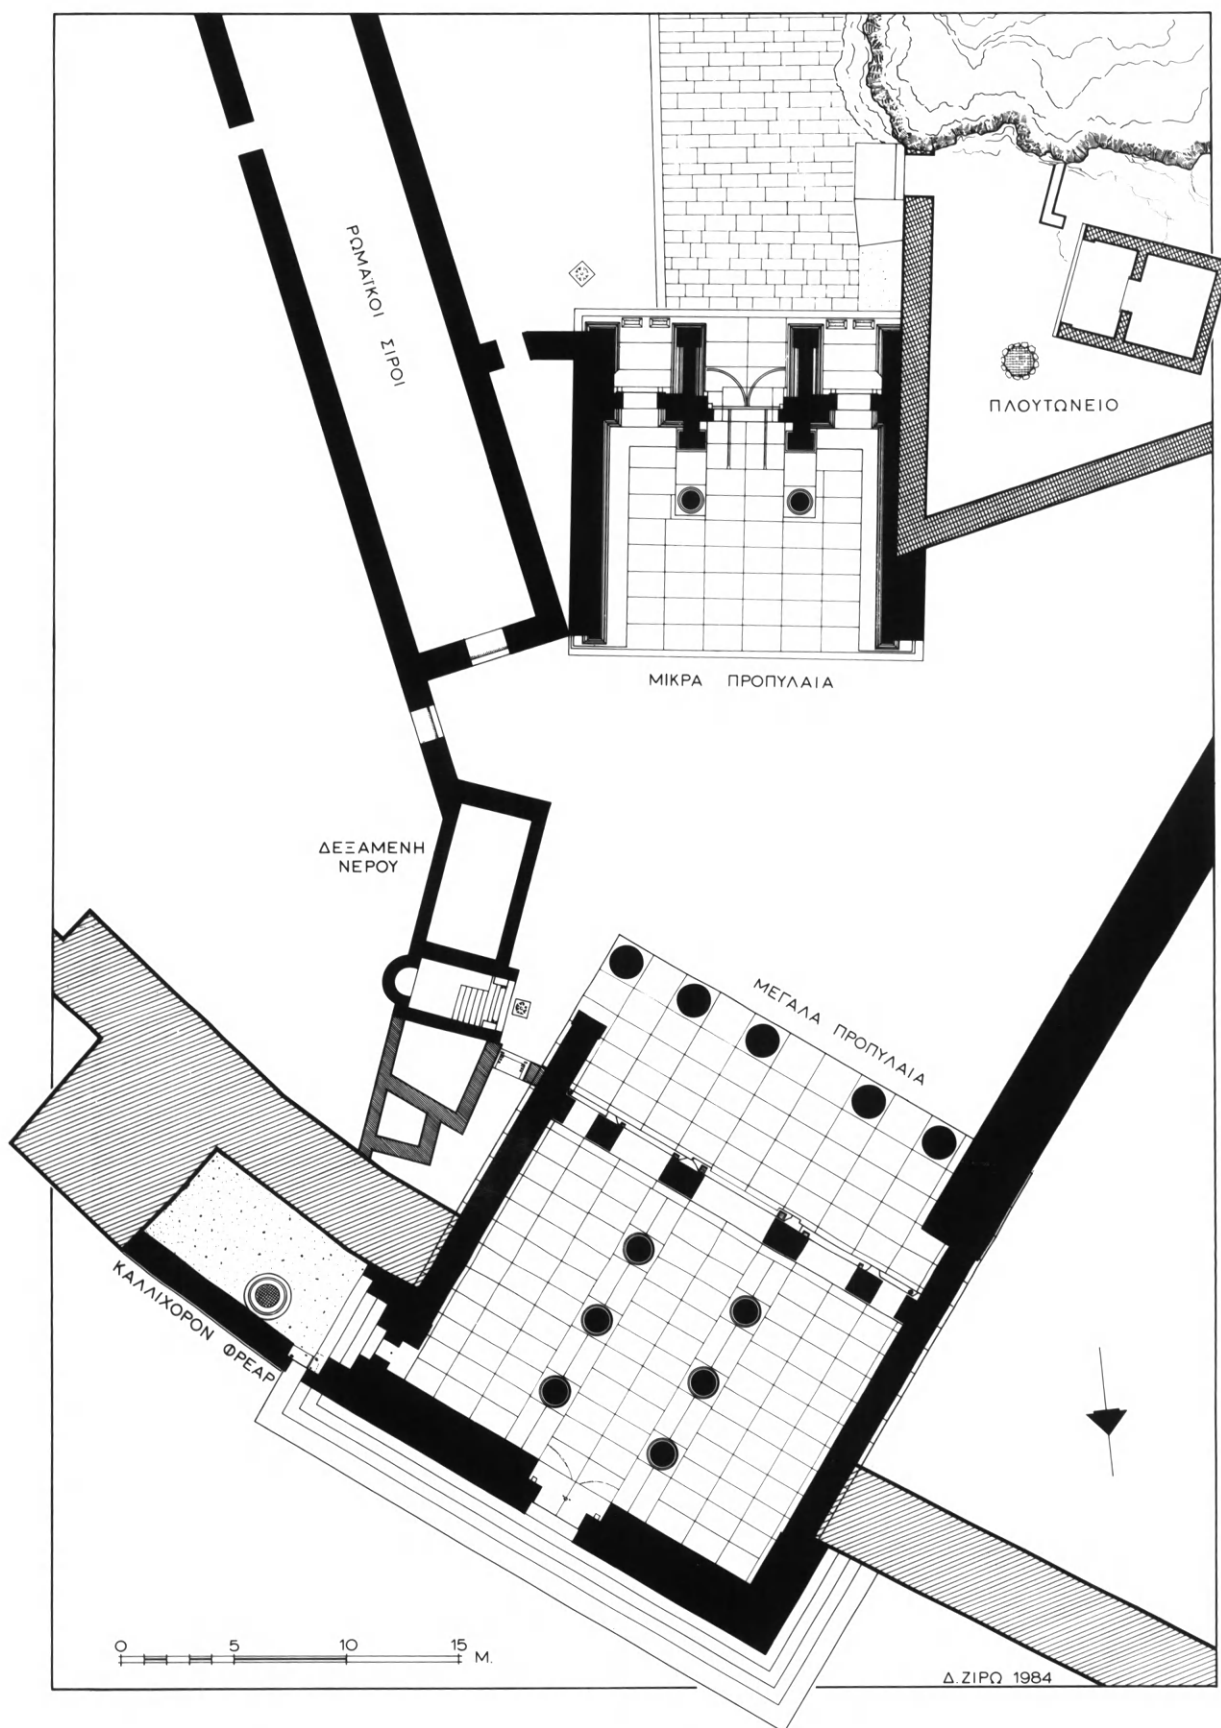 ΡΩΜΑΙΚΟΙ ΣΙΡΟΙ
ΠΛΟΥΤΩΝΕΙΟ
ΜΙΚΡΑ ΠΡΟΠΥΛΑΙΑ
ΔΕΞΑΜΕΝΗ
ΝΕΡΟΥ
ΜΕΓΑΛΑ ΠΡΟΠΥΛΑΙΑ
ΚΑΛΛΙΧΟΡΟΝ ΦΡΕΑΡ
0 5 10 15 Μ.
Δ. ΖΙΡΩ 1984